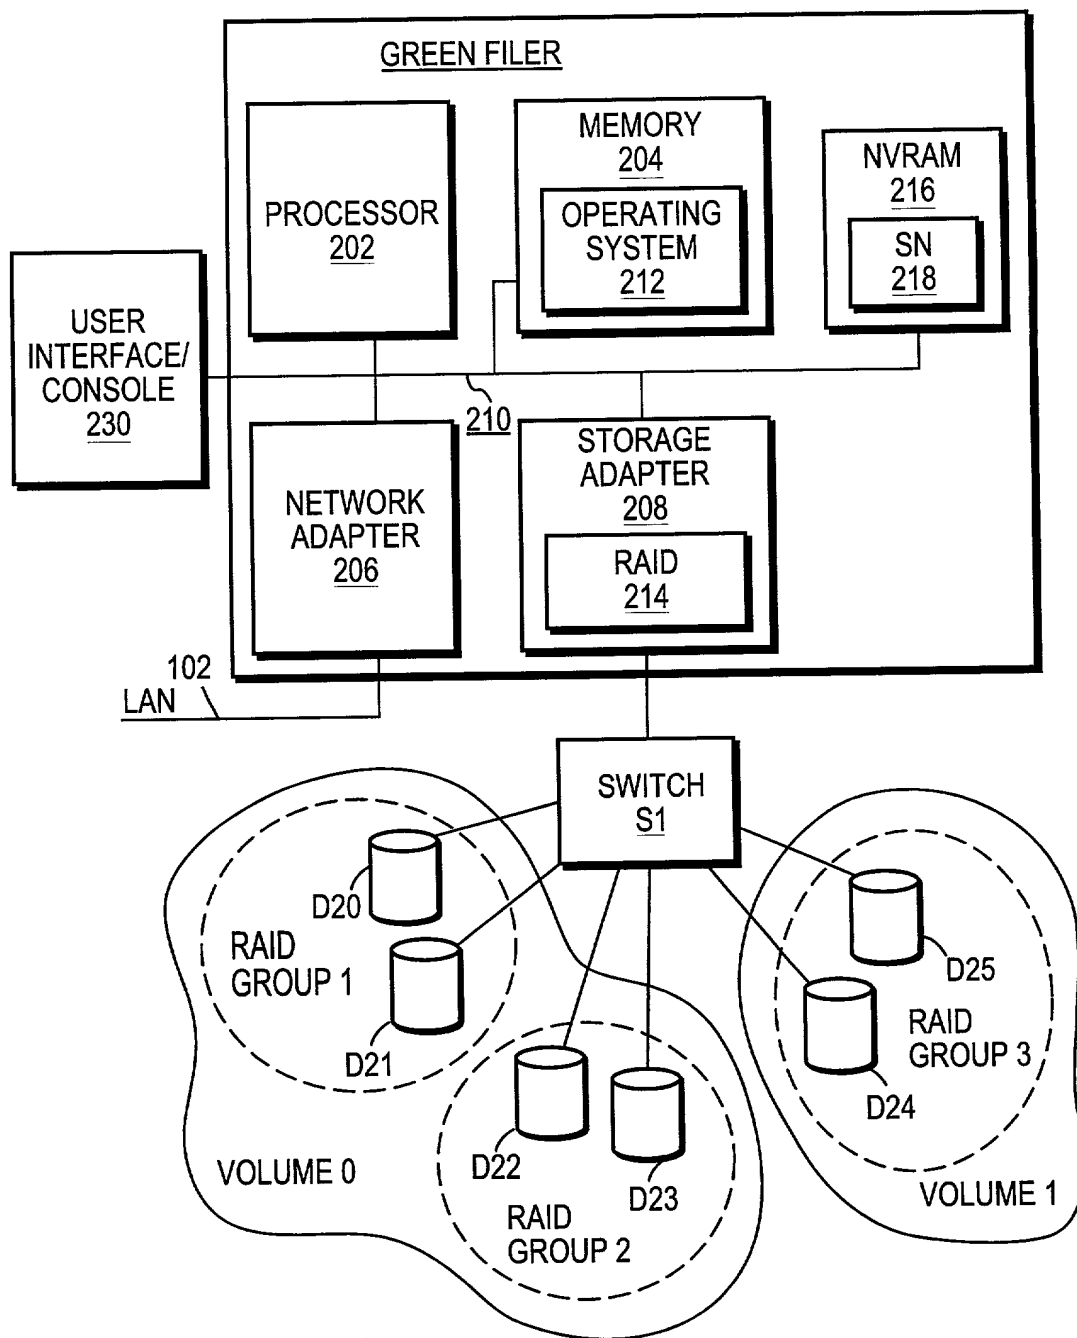 GREEN FILER
PROCESSOR
202
MEMORY
204
OPERATING
SYSTEM
212
NVRAM
216
SN
218
USER
INTERFACE/
CONSOLE
230
210
NETWORK
ADAPTER
206
STORAGE
ADAPTER
208
RAID
214
102
LAN
SWITCH
S1
D20
RAID
GROUP 1
D21
D25
RAID
GROUP 3
D24
D22
D23
VOLUME 0
RAID
GROUP 2
VOLUME 1